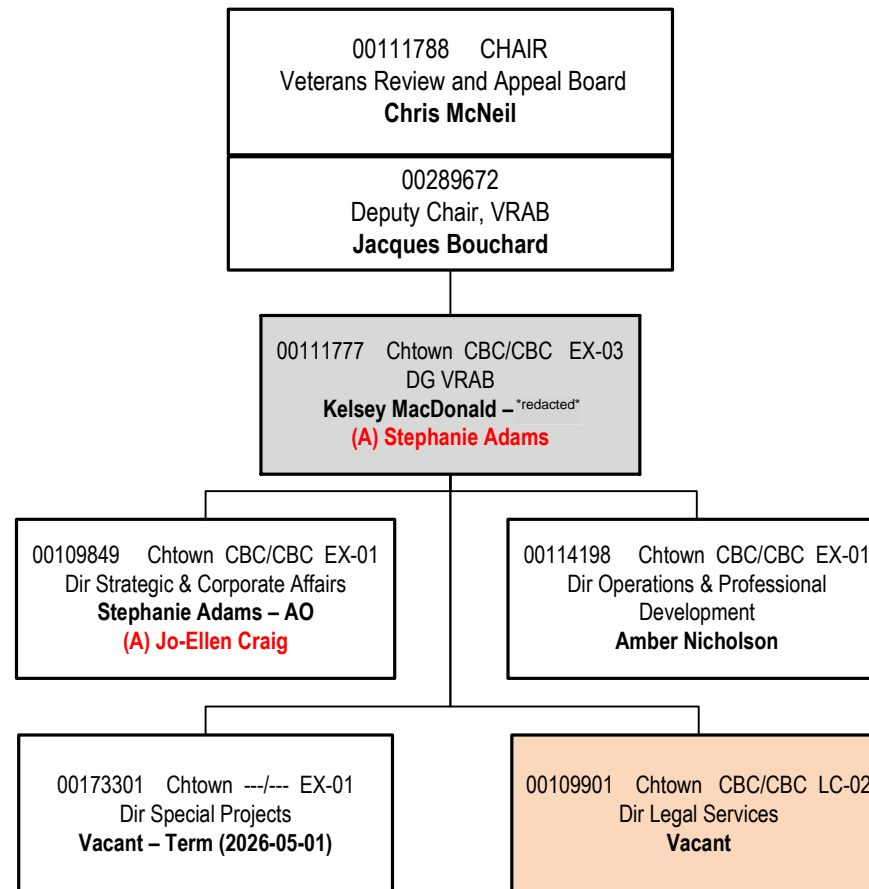 00111788 CHAIR
Veterans Review and Appeal Board
Chris McNeil
00289672
Deputy Chair, VRAB
Jacques Bouchard
00111777 Chtown CBC/CBC EX-03
DG VRAB
Kelsey MacDonald – *redacted*
(A) Stephanie Adams
00109849 Chtown CBC/CBC EX-01
Dir Strategic & Corporate Affairs
Stephanie Adams – AO
(A) Jo-Ellen Craig
00114198 Chtown CBC/CBC EX-01
Dir Operations & Professional
Development
Amber Nicholson
00173301 Chtown ---/--- EX-01
Dir Special Projects
Vacant – Term (2026-05-01)
00109901 Chtown CBC/CBC LC-02
Dir Legal Services
Vacant